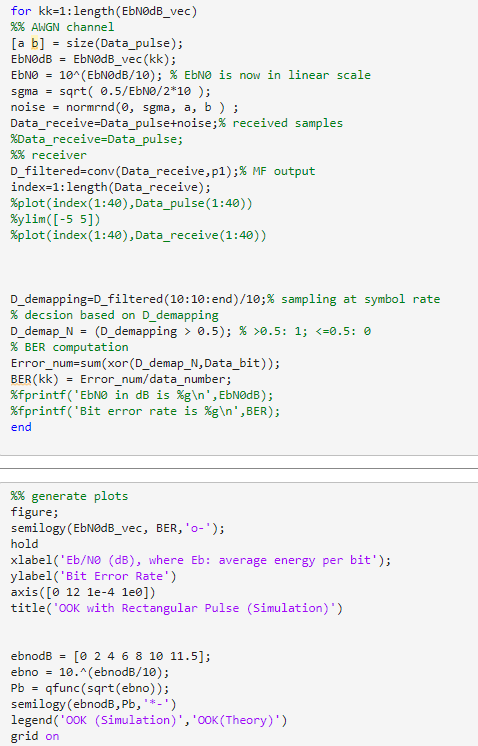 for kk=1:length(EbN0dB_vec)
%% AWGN channel
[a b] = size(Data_pulse);
EbN0dB = EbN0dB_vec(kk);
EbN0 = 10^(EbN0dB/10); % EbN0 is now in linear scale
sgma = sqrt( 0.5/EbN0/2*10 );
noise = normrnd(0, sgma, a, b ) ;
Data_receive=Data_pulse+noise;% received samples
%Data_receive=Data_pulse;
%% receiver
D_filtered=conv(Data_receive,p1);% MF output
index=1:length(Data_receive);
%plot(index(1:40),Data_pulse(1:40))
%ylim([-5 5])
%plot(index(1:40),Data_receive(1:40))
D_demapping=D_filtered(10:10:end)/10;% sampling at symbol rate
% decsion based on D_demapping
D_demap_N = (D_demapping > 0.5); % >0.5: 1; <=0.5: 0
% BER computation
Error_num=sum(xor(D_demap_N,Data_bit));
BER(kk) = Error_num/data_number;
%fprintf('EbN0 in dB is %g\n',EbN0dB);
%fprintf('Bit error rate is %g\n',BER);
end
%% generate plots
figure;
semilogy(EbN0dB_vec, BER,'o-');
hold
xlabel('Eb/N0 (dB), where Eb: average energy per bit');
ylabel('Bit Error Rate')
axis([0 12 1e-4 1e0])
title('OOK with Rectangular Pulse (Simulation)')
ebnodB = [0 2 4 6 8 10 11.5];
ebno = 10.^(ebnodB/10);
Pb = qfunc(sqrt(ebno));
semilogy(ebnodB,Pb,'*-')
legend('OOK (Simulation)','OOK(Theory)')
grid on